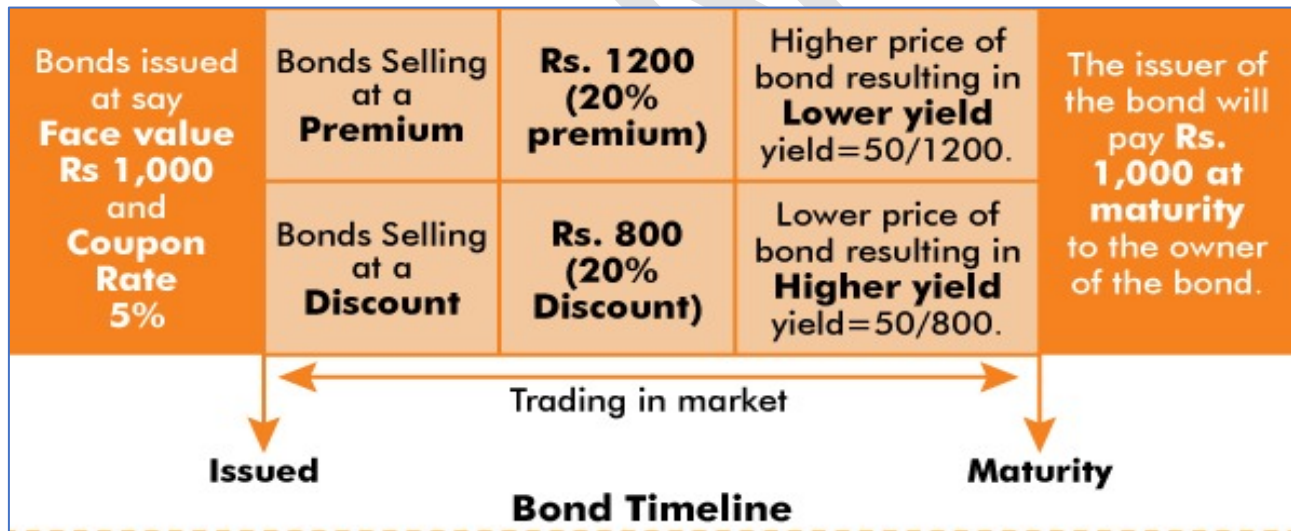 Bonds issued
at say
Face value
Rs 1,000
and
Coupon
Rate
5%
Bonds Selling
at a
Premium
Rs. 1200
(20%
premium)
Higher price of
bond resulting in
Lower yield
yield=50/1200.
Bonds Selling
at a
Discount
Rs. 800
(20%
Discount)
Lower price of
bond resulting in
Higher yield
yield=50/800.
The issuer of
the bond will
pay Rs.
1,000 at
maturity
to the owner
of the bond.
Trading in market
Issued
Maturity
Bond Timeline